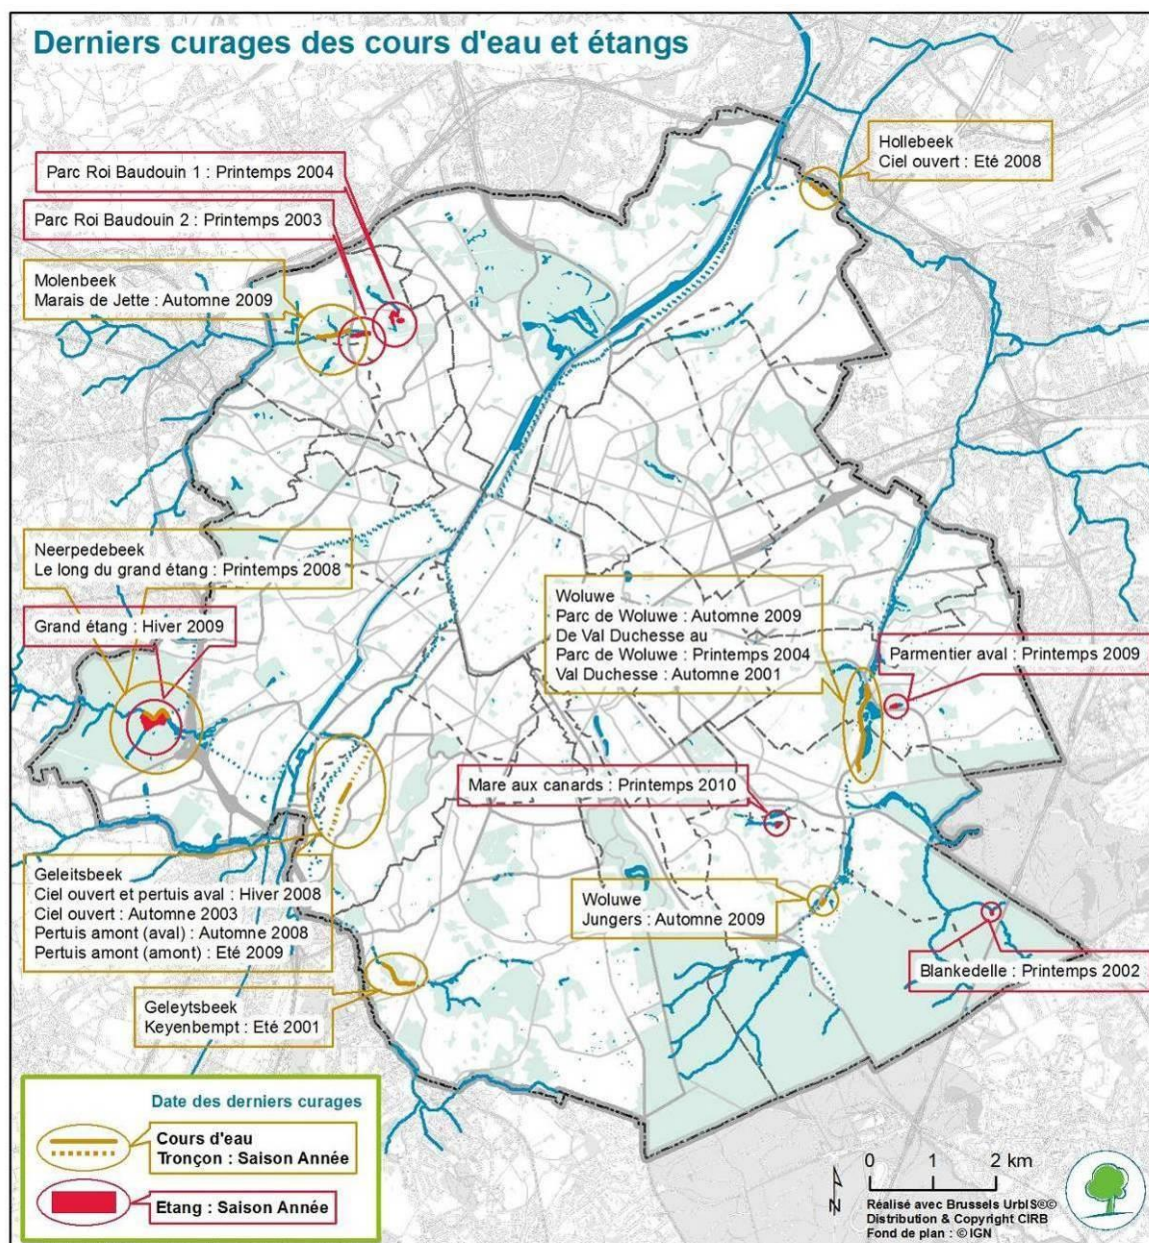 Derniers curages des cours d'eau et étangs
Hollebeek
Ciel ouvert : Eté 2008
Parc Roi Baudouin 1 : Printemps 2004
Parc Roi Baudouin 2 : Printemps 2003
Molenbeek
Marais de Jette : Automne 2009
Neerpedebeek
Le long du grand étang : Printemps 2008
Grand étang : Hiver 2009
Woluwe
Parc de Woluwe : Automne 2009
De Val Duchesse au
Parc de Woluwe : Printemps 2004
Val Duchesse : Automne 2001
Parmentier aval : Printemps 2009
Mare aux canards : Printemps 2010
Geleitsbeek
Ciel ouvert et pertuis aval : Hiver 2008
Ciel ouvert : Automne 2003
Pertuis amont (aval) : Automne 2008
Pertuis amont (amont) : Eté 2009
Woluwe
Jungers : Automne 2009
Blankedelle : Printemps 2002
Geleytsbeek
Keyenbempt : Eté 2001
Date des derniers curages
Cours d'eau
Tronçon : Saison Année
Etang : Saison Année
N
0 1 2 km
Réalisé avec Brussels UrbIS®©
Distribution & Copyright CIRB
Fond de plan : © IGN